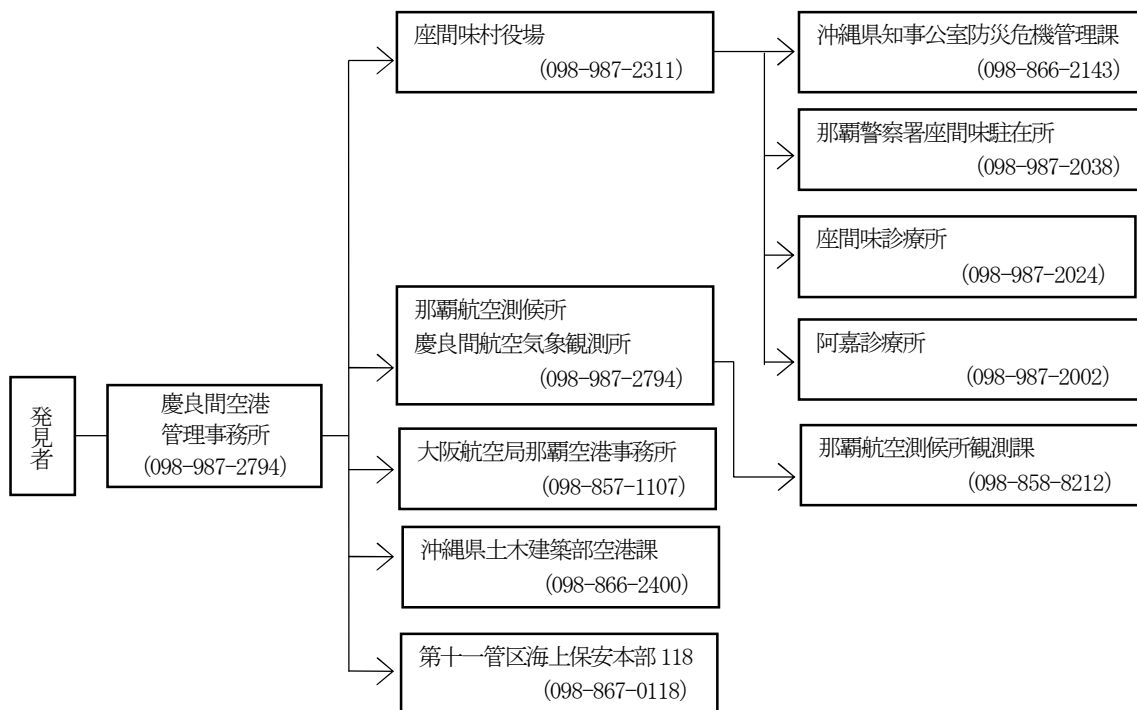 発見者
慶良間空港
管理事務所
(098-987-2794)
座間味村役場
(098-987-2311)
那覇航空測候所
慶良間航空気象観測所
(098-987-2794)
大阪航空局那覇空港事務所
(098-857-1107)
沖縄県土木建築部空港課
(098-866-2400)
第十一管区海上保安本部 118
(098-867-0118)
沖縄県知事公室防災危機管理課
(098-866-2143)
那覇警察署座間味駐在所
(098-987-2038)
座間味診療所
(098-987-2024)
阿嘉診療所
(098-987-2002)
那覇航空測候所観測課
(098-858-8212)